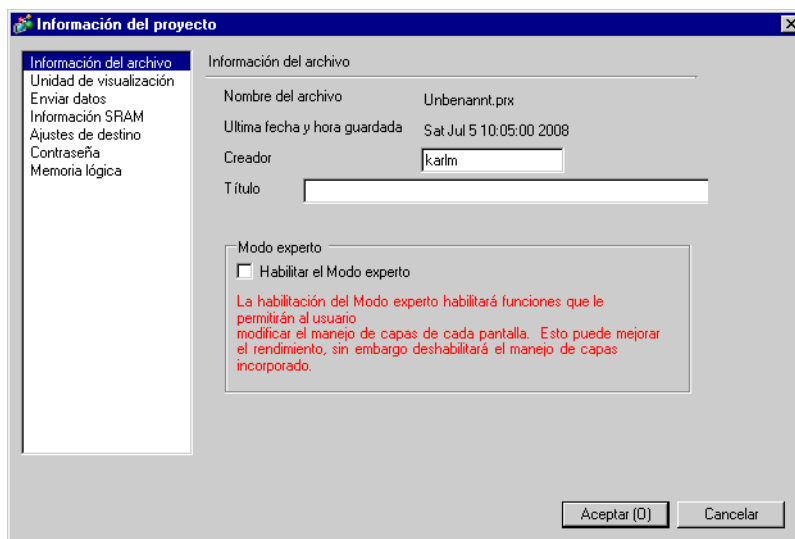 Información del proyecto
Información del archivo
Unidad de visualización
Enviar datos
Información SRAM
Ajustes de destino
Contraseña
Memoria lógica
Información del archivo
Nombre del archivo Unbenannt.prx
Ultima fecha y hora guardada Sat Jul 5 10:05:00 2008
Creador karlm
Título
Modo experto
Habilitar el Modo experto
La habilitación del Modo experto habilitará funciones que le
permitirán al usuario
modificar el manejo de capas de cada pantalla. Esto puede mejorar
el rendimiento, sin embargo deshabilitará el manejo de capas
incorporado.
Aceptar (O) Cancelar